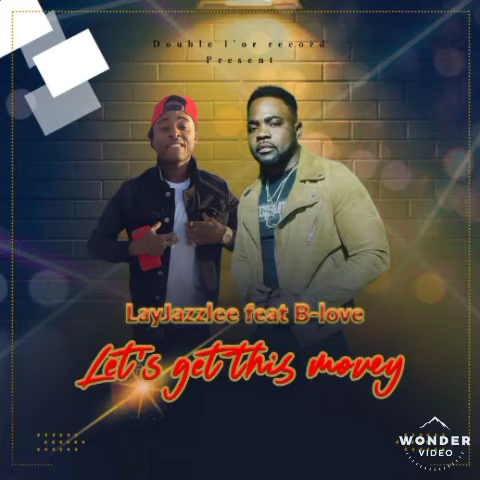 Double l'or record
Present
LayJazzlee feat B-love
Let's get this money
WONDER
VIDEO